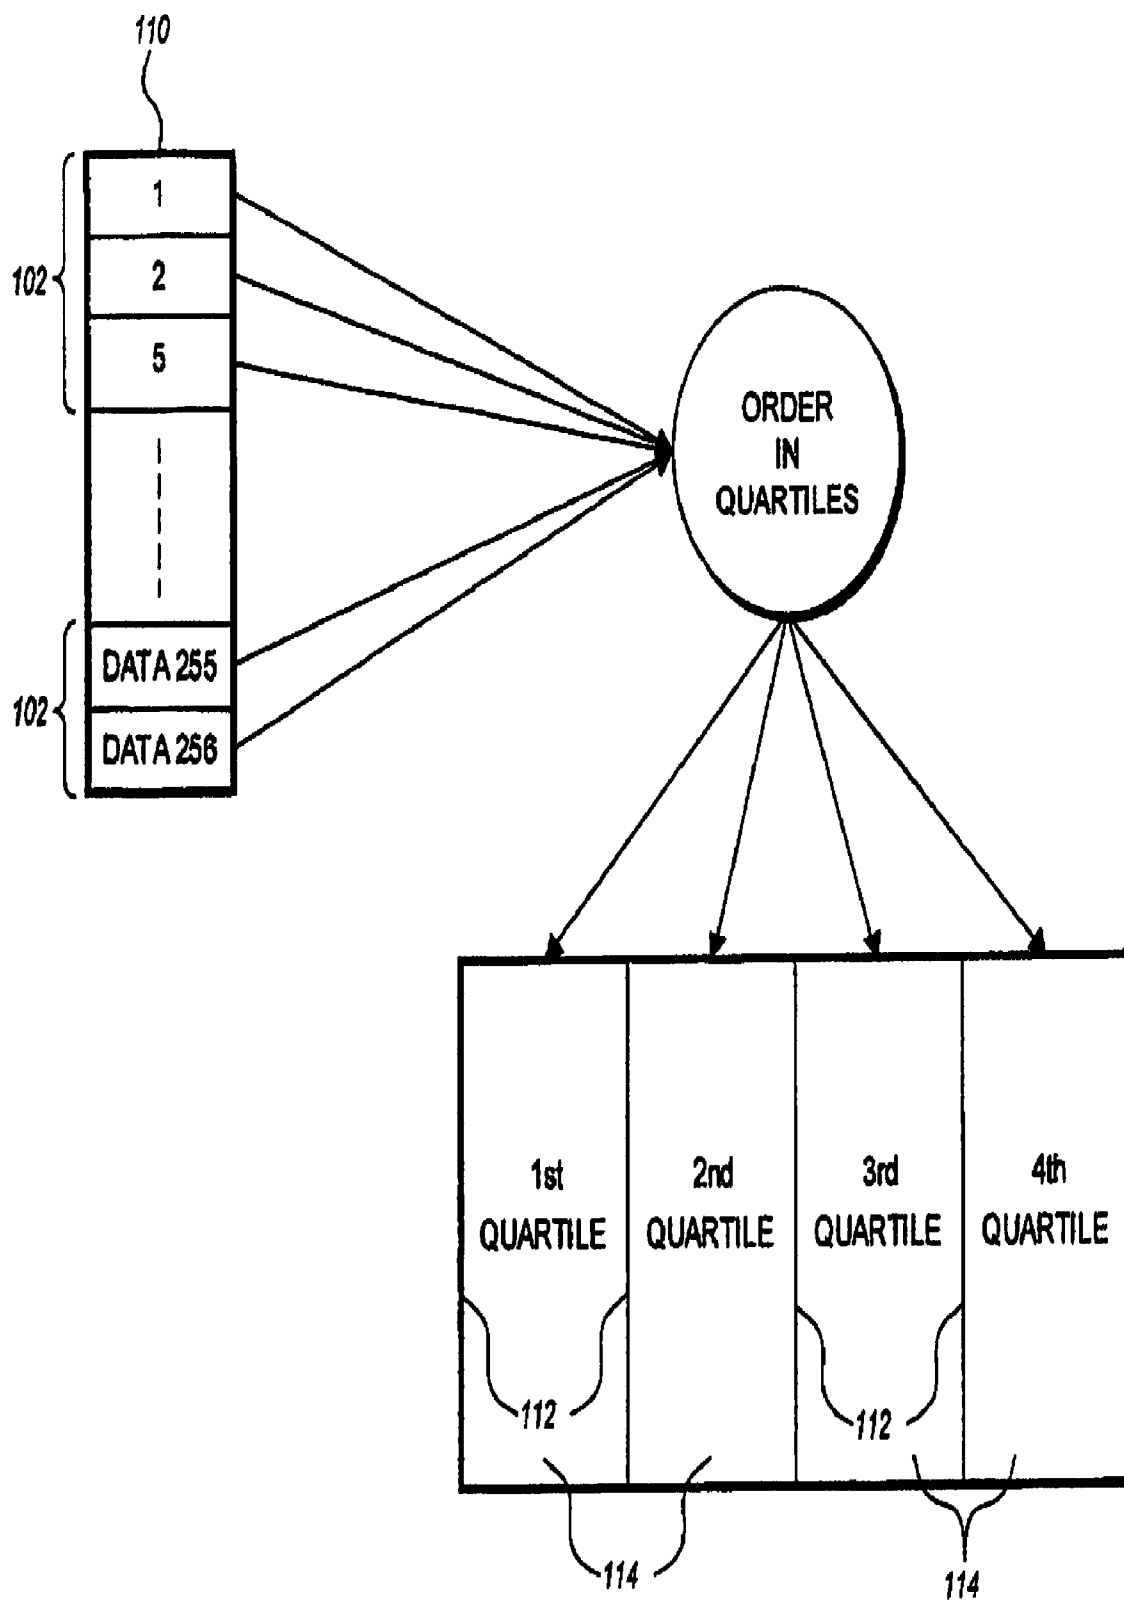 110
1
102
2
5
ORDER
IN
QUARTILES
DATA 255
102
DATA 256
1st
QUARTILE
2nd
QUARTILE
3rd
QUARTILE
4th
QUARTILE
112
112
114
114